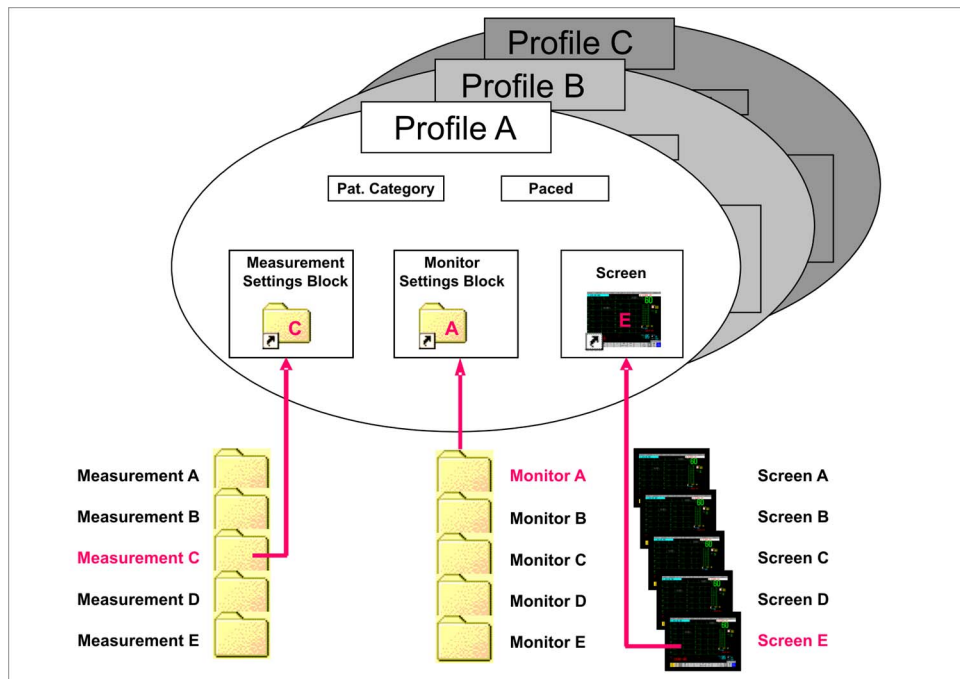 Profile C
Profile B
Profile A
Pat. Category
Paced
Measurement
Settings Block
C
Monitor
Settings Block
A
Screen
E
Measurement A
Measurement B
Measurement C
Measurement D
Measurement E
Monitor A
Monitor B
Monitor C
Monitor D
Monitor E
Screen A
Screen B
Screen C
Screen D
Screen E